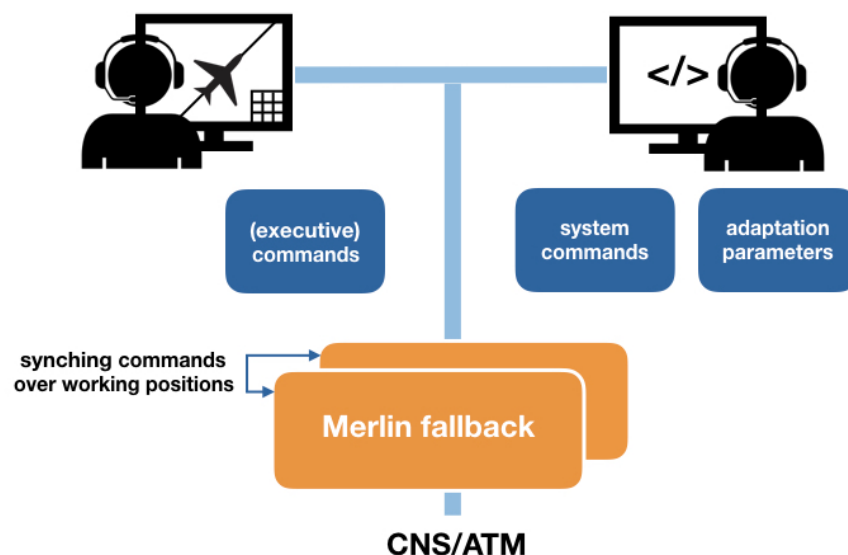 </>
(executive)
commands
system
commands
adaptation
parameters
synching commands
over working positions
Merlin fallback
CNS/ATM